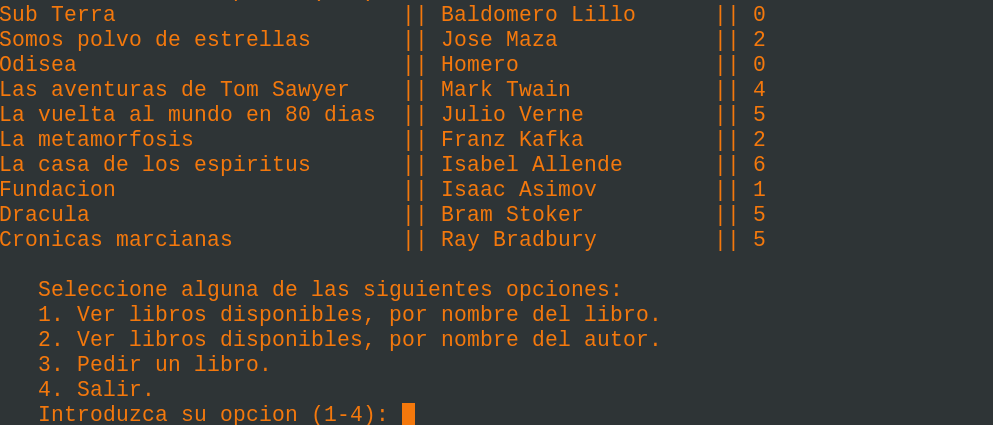 Sub Terra || Baldomero Lillo || 0
Somos polvo de estrellas || Jose Maza || 2
Odisea || Homero || 0
Las aventuras de Tom Sawyer || Mark Twain || 4
La vuelta al mundo en 80 dias || Julio Verne || 5
La metamorfosis || Franz Kafka || 2
La casa de los espiritus || Isabel Allende || 6
Fundacion || Isaac Asimov || 1
Dracula || Bram Stoker || 5
Cronicas marcianas || Ray Bradbury || 5
Seleccione alguna de las siguientes opciones:
1. Ver libros disponibles, por nombre del libro.
2. Ver libros disponibles, por nombre del autor.
3. Pedir un libro.
4. Salir.
Introduzca su opcion (1-4):